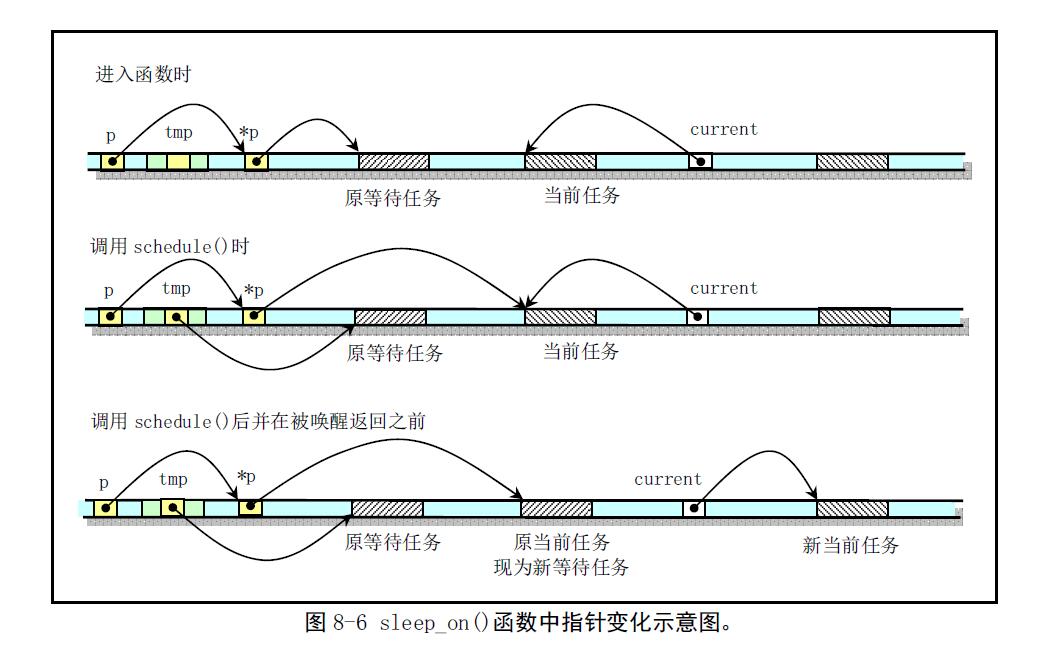 进入函数时
p tmp *p current
原等待任务 当前任务
调用 schedule()时
p tmp *p current
原等待任务 当前任务
调用 schedule()后并在被唤醒返回之前
p tmp *p current
原等待任务 原当前任务 新当前任务
现为新等待任务
图 8-6 sleep_on()函数中指针变化示意图。